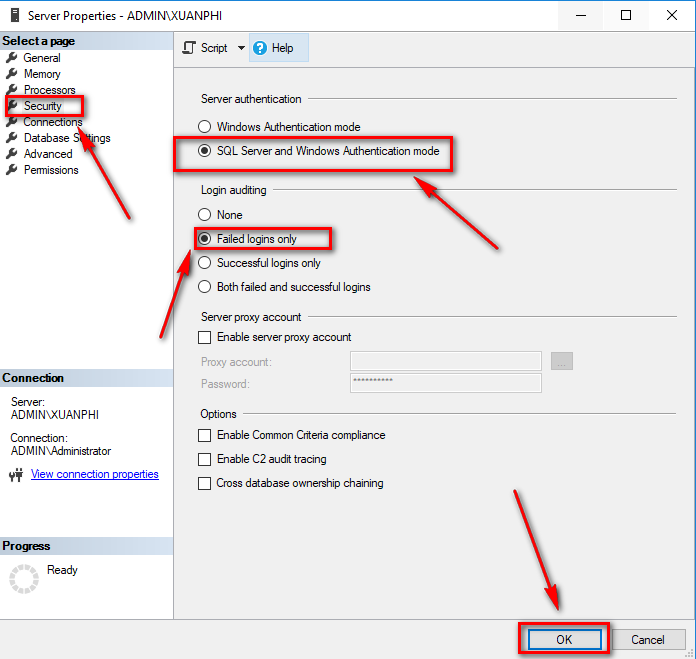 Server Properties - ADMIN\XUANPHI
Select a page
General
Memory
Processors
Security
Connections
Database Settings
Advanced
Permissions
Connection
Server:
ADMIN\XUANPHI
Connection:
ADMIN\Administrator
View connection properties
Progress
Ready
Script
Help
Server authentication
Windows Authentication mode
SQL Server and Windows Authentication mode
Login auditing
None
Failed logins only
Successful logins only
Both failed and successful logins
Server proxy account
Enable server proxy account
Proxy account:
...
Password:
**********
Options
Enable Common Criteria compliance
Enable C2 audit tracing
Cross database ownership chaining
OK
Cancel